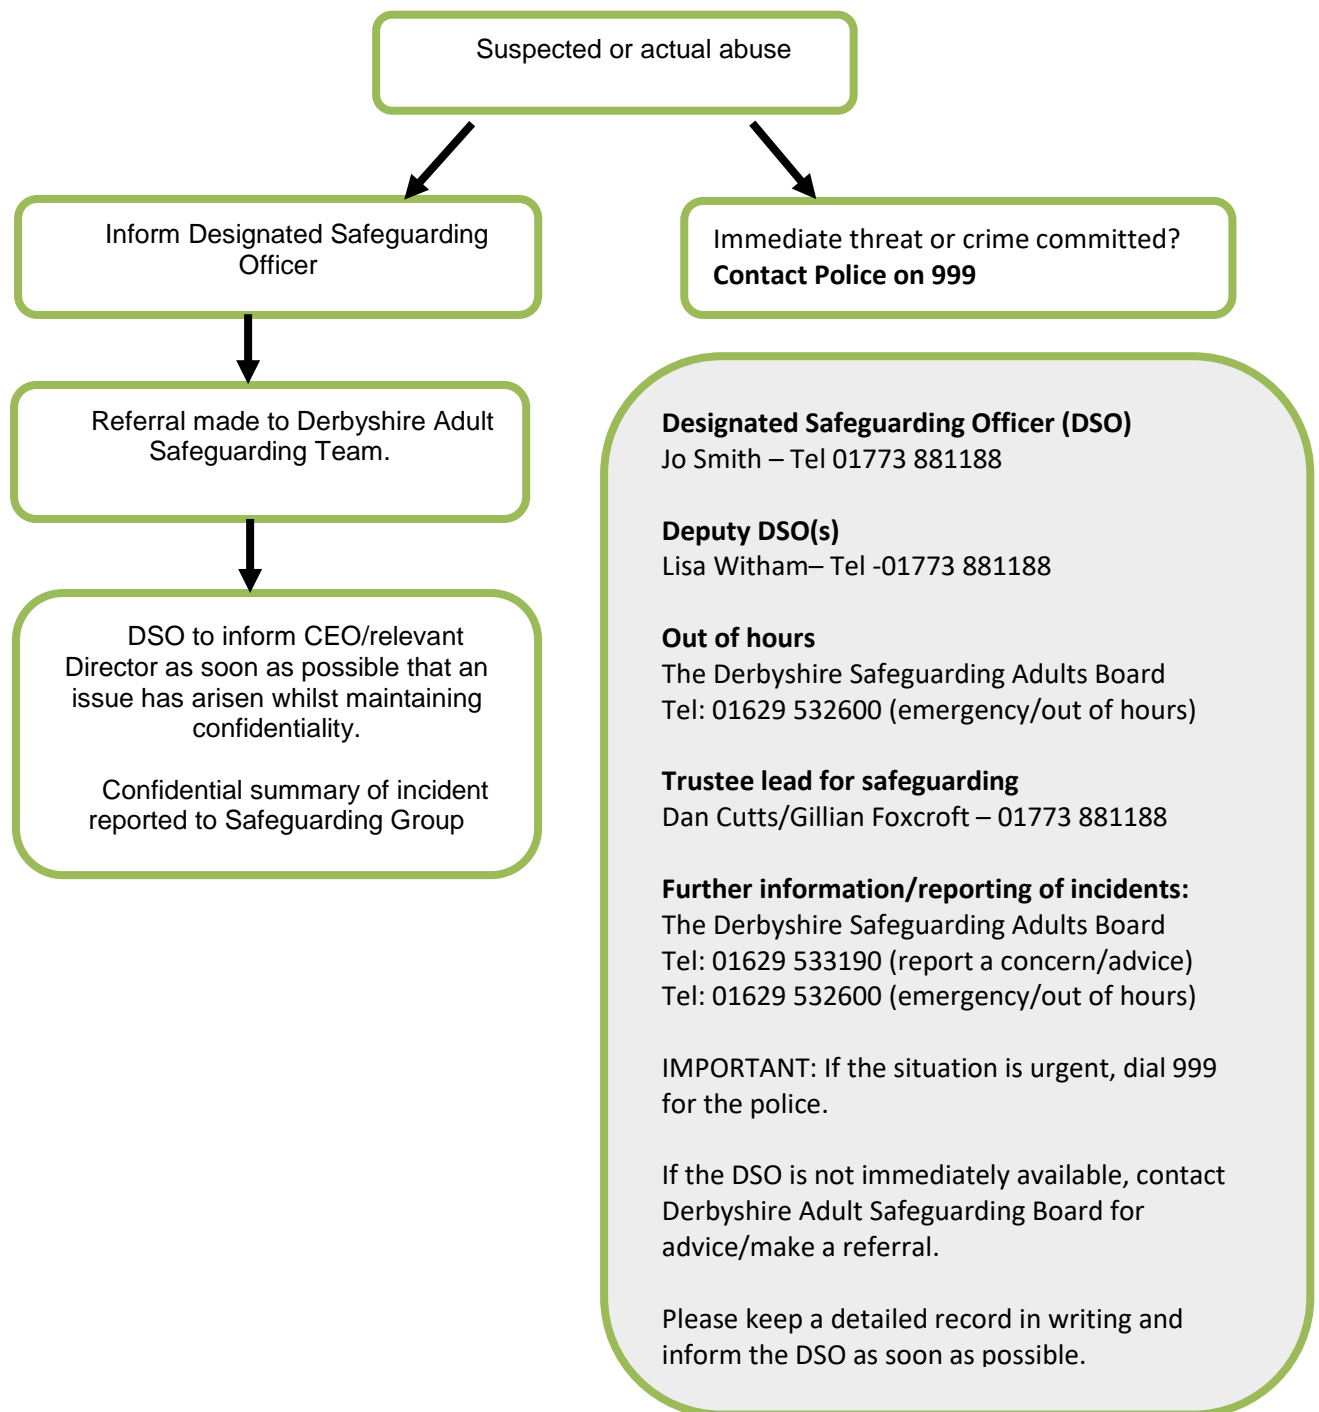 Suspected or actual abuse
Inform Designated Safeguarding
Officer
Immediate threat or crime committed?
Contact Police on 999
Referral made to Derbyshire Adult
Safeguarding Team.
DSO to inform CEO/relevant
Director as soon as possible that an
issue has arisen whilst maintaining
confidentiality.
Confidential summary of incident
reported to Safeguarding Group
Designated Safeguarding Officer (DSO)
Jo Smith – Tel 01773 881188
Deputy DSO(s)
Lisa Witham– Tel -01773 881188
Out of hours
The Derbyshire Safeguarding Adults Board
Tel: 01629 532600 (emergency/out of hours)
Trustee lead for safeguarding
Dan Cutts/Gillian Foxcroft – 01773 881188
Further information/reporting of incidents:
The Derbyshire Safeguarding Adults Board
Tel: 01629 533190 (report a concern/advice)
Tel: 01629 532600 (emergency/out of hours)
IMPORTANT: If the situation is urgent, dial 999
for the police.
If the DSO is not immediately available, contact
Derbyshire Adult Safeguarding Board for
advice/make a referral.
Please keep a detailed record in writing and
inform the DSO as soon as possible.